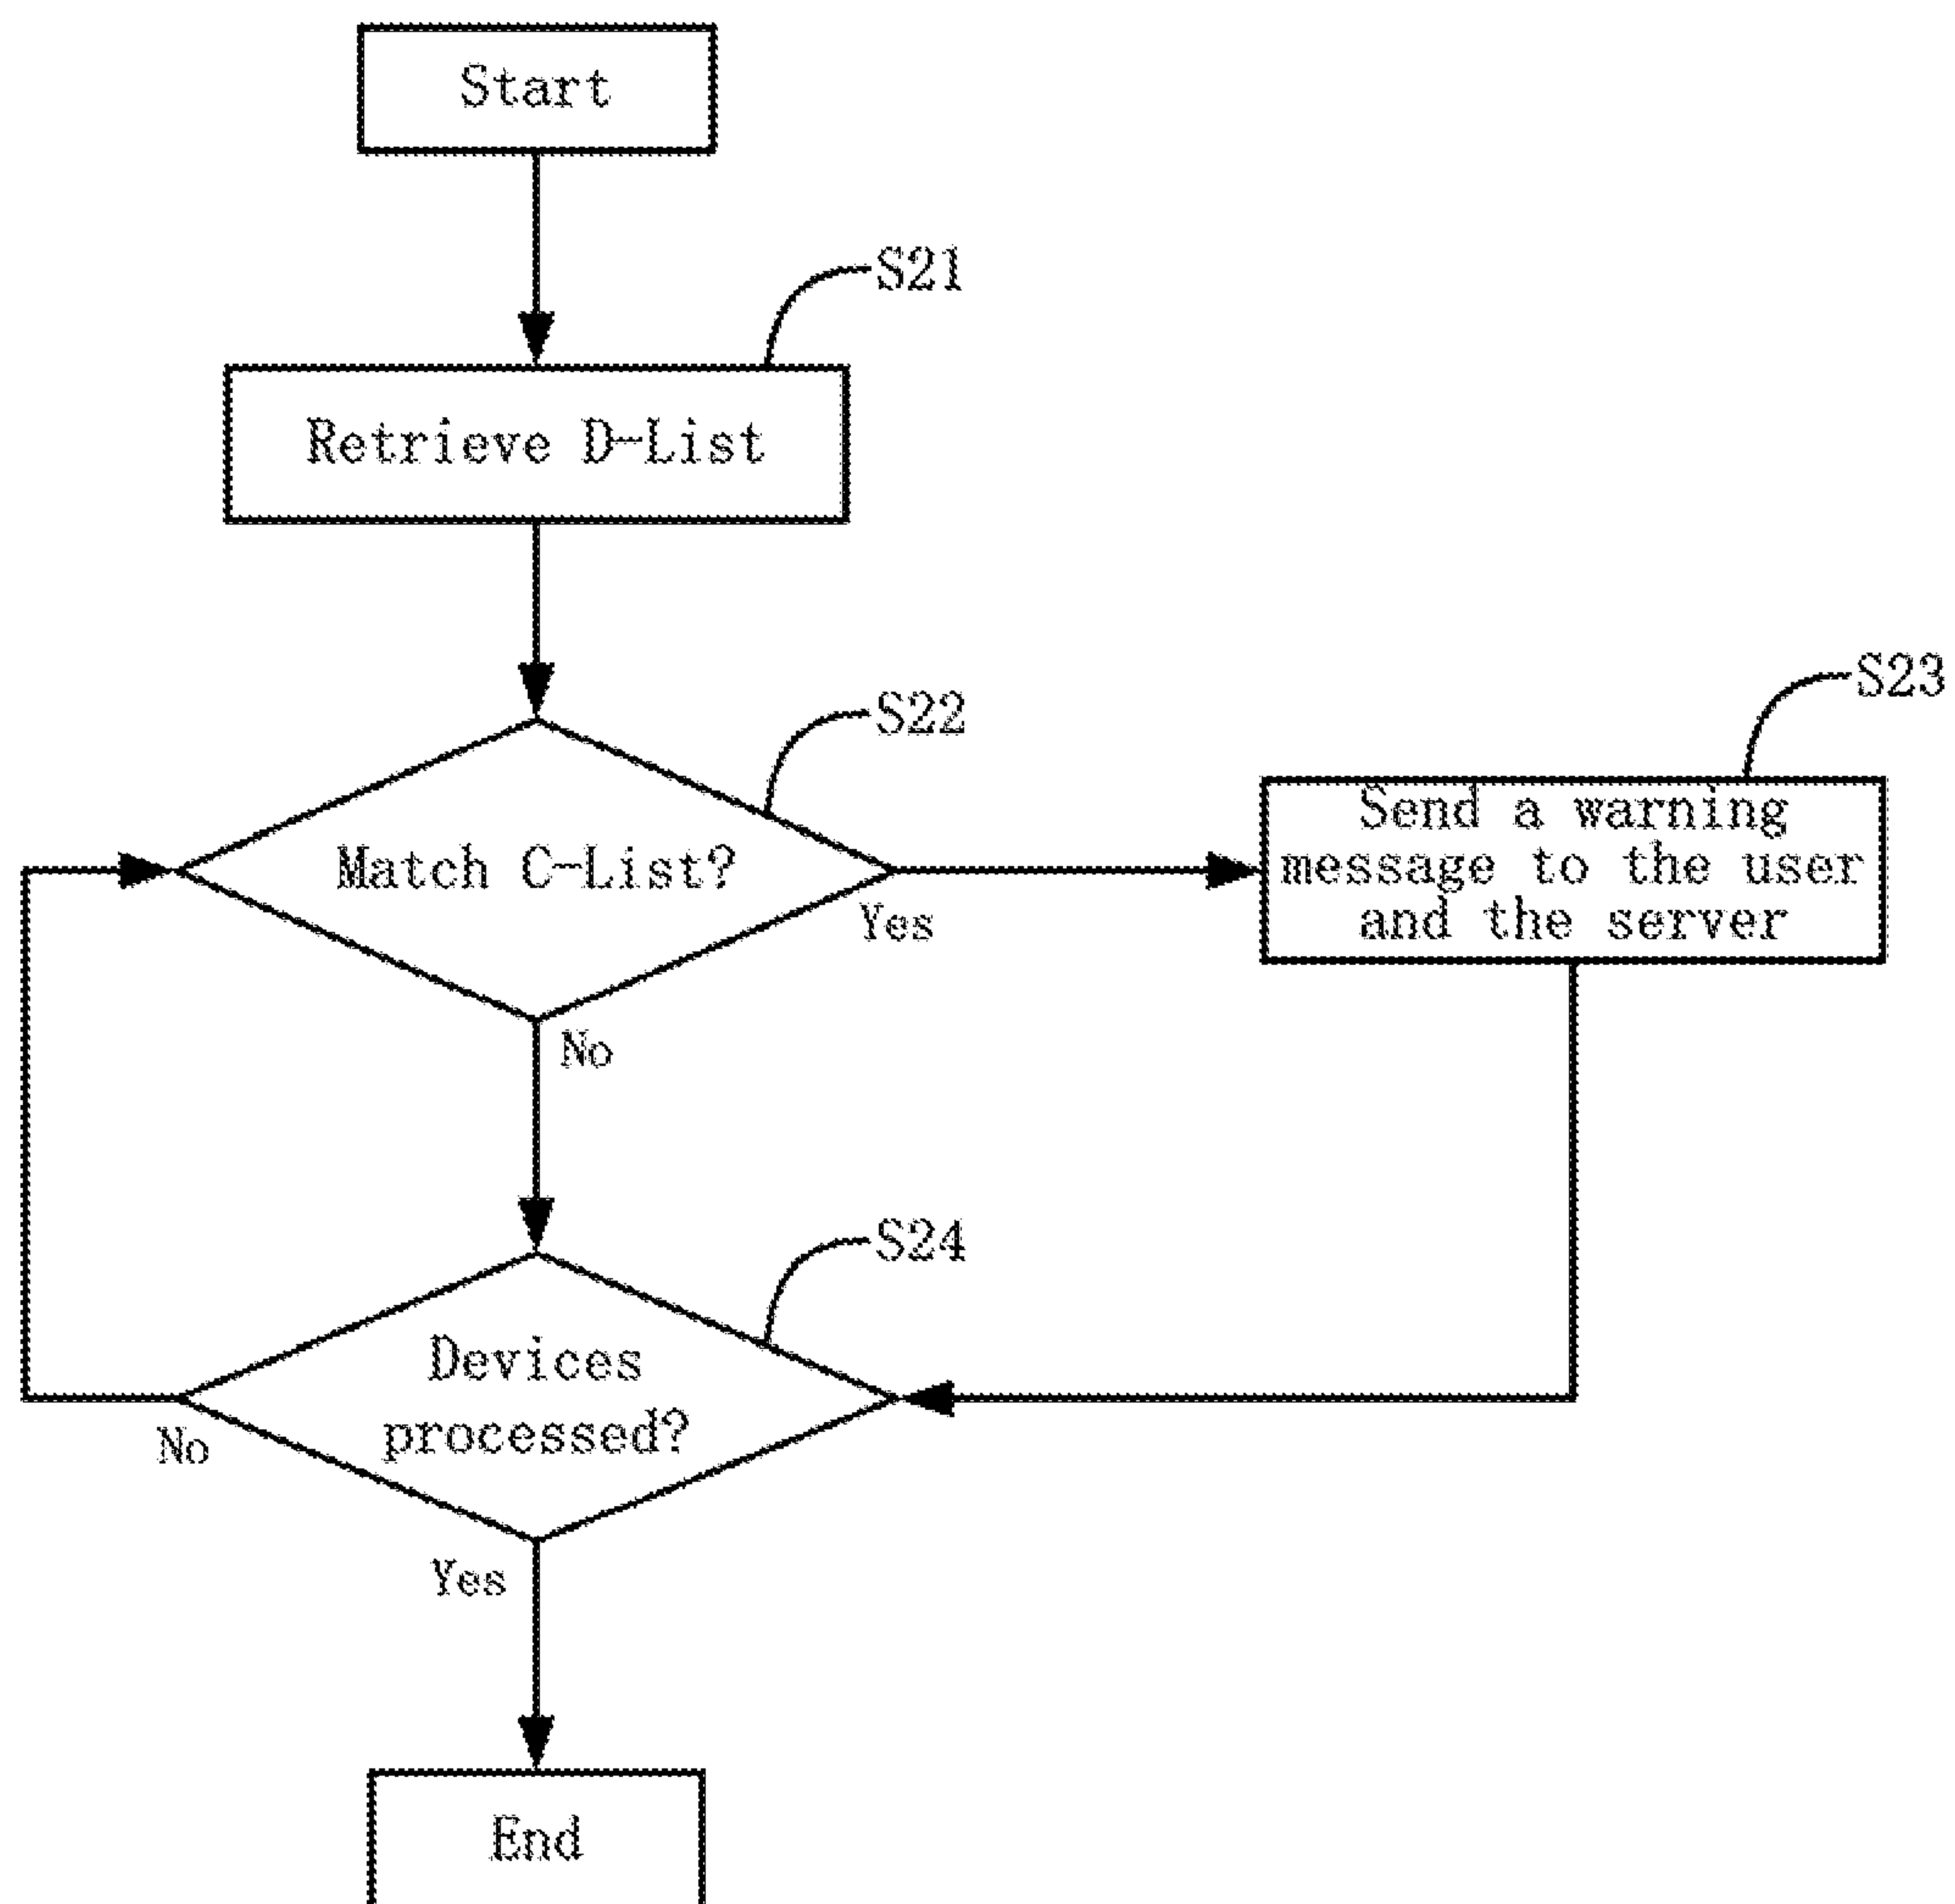 Start
S21
Retrieve D-List
S22
S23
Match C-List?
Yes
No
Send a warning
message to the user
and the server
S24
Devices
processed?
No
Yes
End